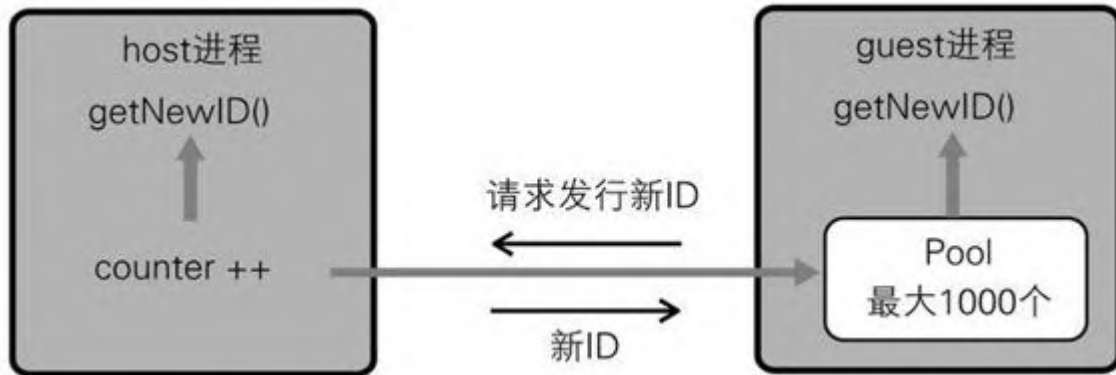 host进程
getNewID()
counter ++
请求发行新ID
新ID
guest进程
getNewID()
Pool
最大1000个